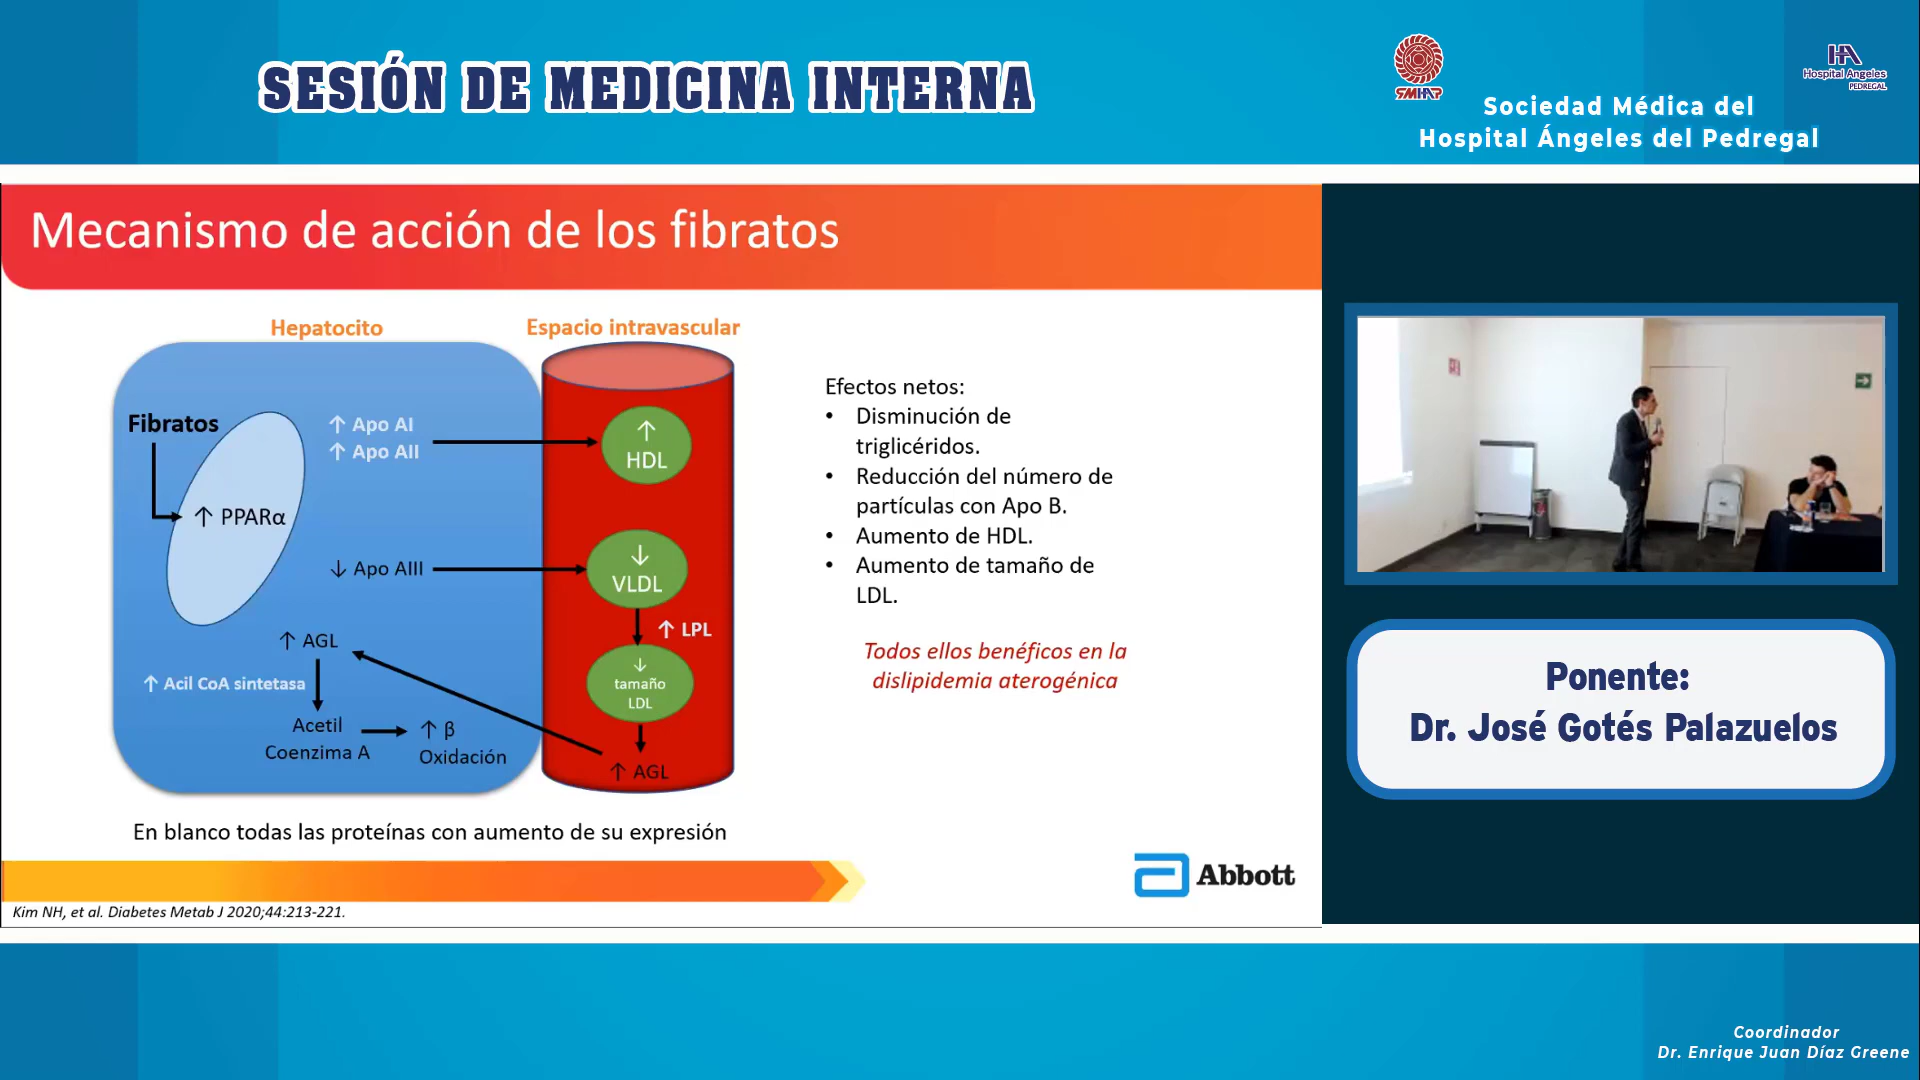 SESIÓN DE MEDICINA INTERNA
SMHAP
Sociedad Médica del
Hospital Ángeles del Pedregal
HA
Hospital Angeles
PEDREGAL
Mecanismo de acción de los fibratos
Hepatocito
Espacio intravascular
Fibratos
↑ PPARα
↑ Apo AI
↑ Apo AII
↑
HDL
↓ Apo AIII
↓
VLDL
↑ LPL
↑ AGL
↑ Acil CoA sintetasa
↓
tamaño
LDL
Acetil
Coenzima A
↑ β
Oxidación
↑ AGL
En blanco todas las proteínas con aumento de su expresión
Efectos netos:
• Disminución de
triglicéridos.
• Reducción del número de
partículas con Apo B.
• Aumento de HDL.
• Aumento de tamaño de
LDL.
Todos ellos benéficos en la
dislipidemia aterogénica
Abbott
Kim NH, et al. Diabetes Metab J 2020;44:213-221.
Ponente:
Dr. José Gotés Palazuelos
Coordinador
Dr. Enrique Juan Díaz Greene